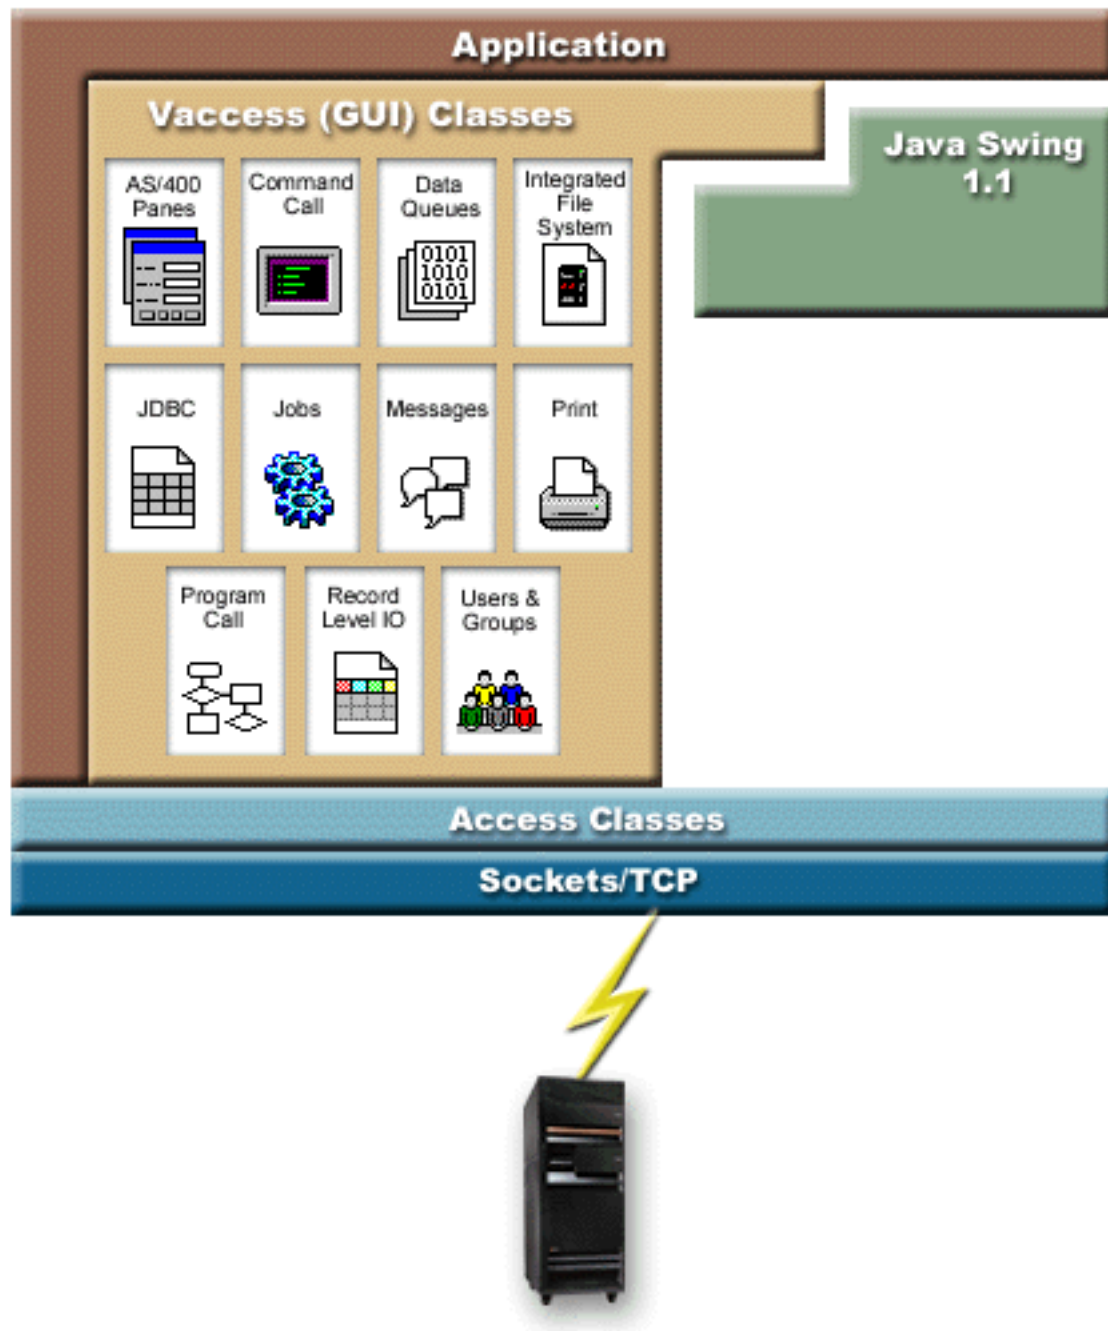 Application
Vaccess (GUI) Classes
Java Swing
1.1
AS/400
Panes
Command
Call
Data
Queues
Integrated
File
System
0101
1010
0101
JDBC
Jobs
Messages
Print
Program
Call
Record
Level IO
Users &
Groups
Access Classes
Sockets/TCP